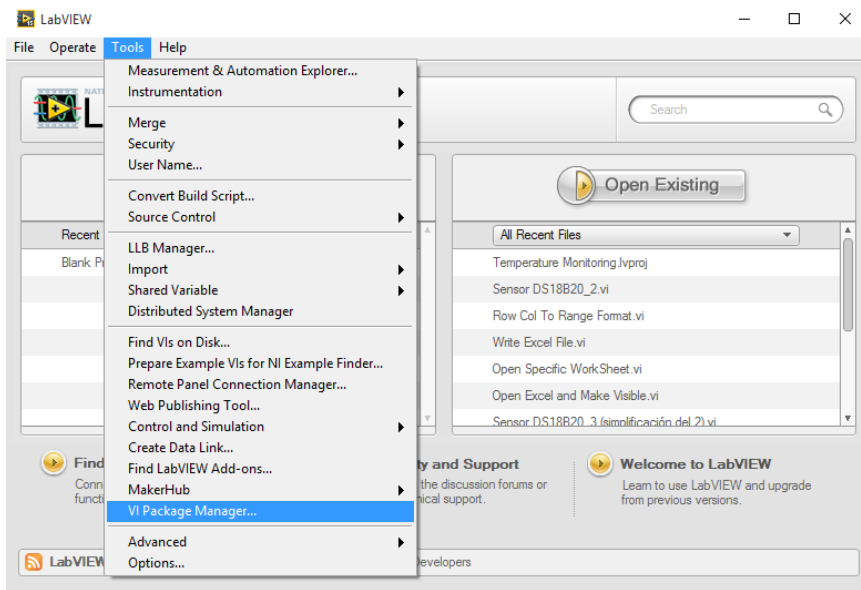 LabVIEW
File Operate Tools Help
Measurement & Automation Explorer...
Instrumentation
Merge
Security
User Name...
Convert Build Script...
Source Control
LLB Manager...
Import
Shared Variable
Distributed System Manager
Find VIs on Disk...
Prepare Example VIs for NI Example Finder...
Remote Panel Connection Manager...
Web Publishing Tool...
Control and Simulation
Create Data Link...
Find LabVIEW Add-ons...
MakerHub
VI Package Manager...
Advanced
Options...
NAT
L
Search
Recent
Blank P
Open Existing
All Recent Files
Temperature Monitoring.lvproj
Sensor DS18B20_2.vi
Row Col To Range Format.vi
Write Excel File.vi
Open Specific WorkSheet.vi
Open Excel and Make Visible.vi
Sensor DS18B20_3 (simplificación del 2).vi
Find
Conn
functi
ty and Support
the discussion forums or
nical support.
Welcome to LabVIEW
Learn to use LabVIEW and upgrade
from previous versions.
LabVIEW
Developers